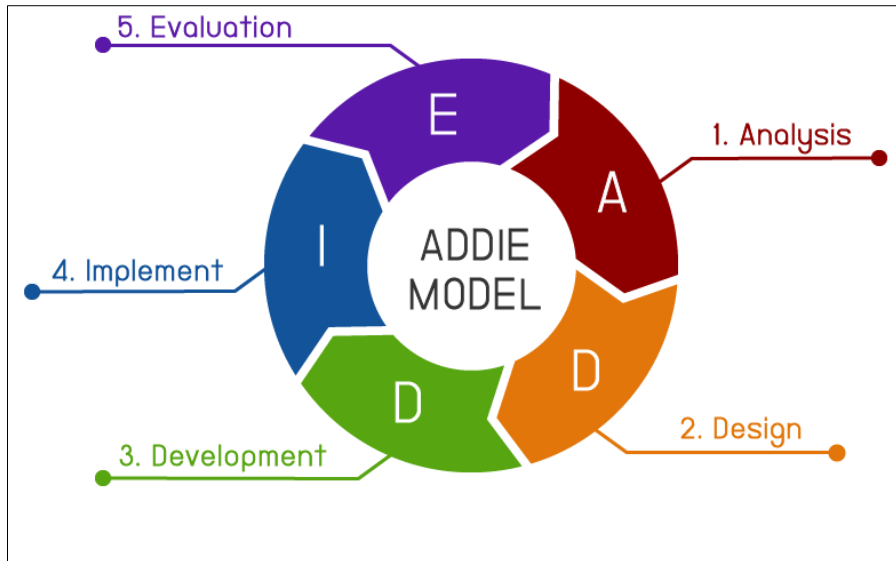 5. Evaluation
1. Analysis
E
A
ADDIE
MODEL
I
4. Implement
D
D
2. Design
3. Development